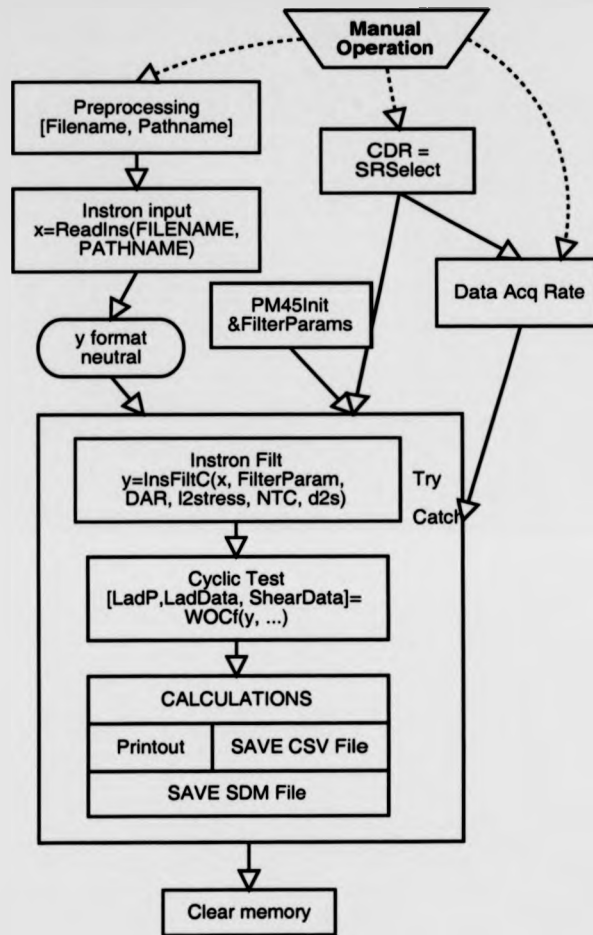 Manual
Operation
Preprocessing
[Filename, Pathname]
CDR =
SRSelect
Instron input
x=ReadIns(FILENAME,
PATHNAME)
Data Acq Rate
PM45Init
&FilterParams
y format
neutral
Instron Filt
y=InsFiltC(x, FilterParam,
DAR, l2stress, NTC, d2s)
Try
Catch
Cyclic Test
[LadP,LadData, ShearData]=
WOCf(y, ...)
CALCULATIONS
Printout
SAVE CSV File
SAVE SDM File
Clear memory